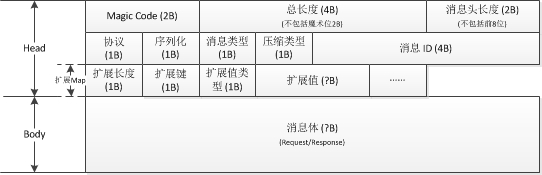 Head
Magic Code (2B)
总长度 (4B)
(不包括魔术位2B)
消息头长度 (2B)
(不包括前8位)
协议
(1B)
序列化
(1B)
消息类型
(1B)
压缩类型
(1B)
消息 ID (4B)
扩展Map
扩展长度
(1B)
扩展键
(1B)
扩展值类
型 (1B)
扩展值 (?B)
……
Body
消息体 (?B)
(Request/Response)